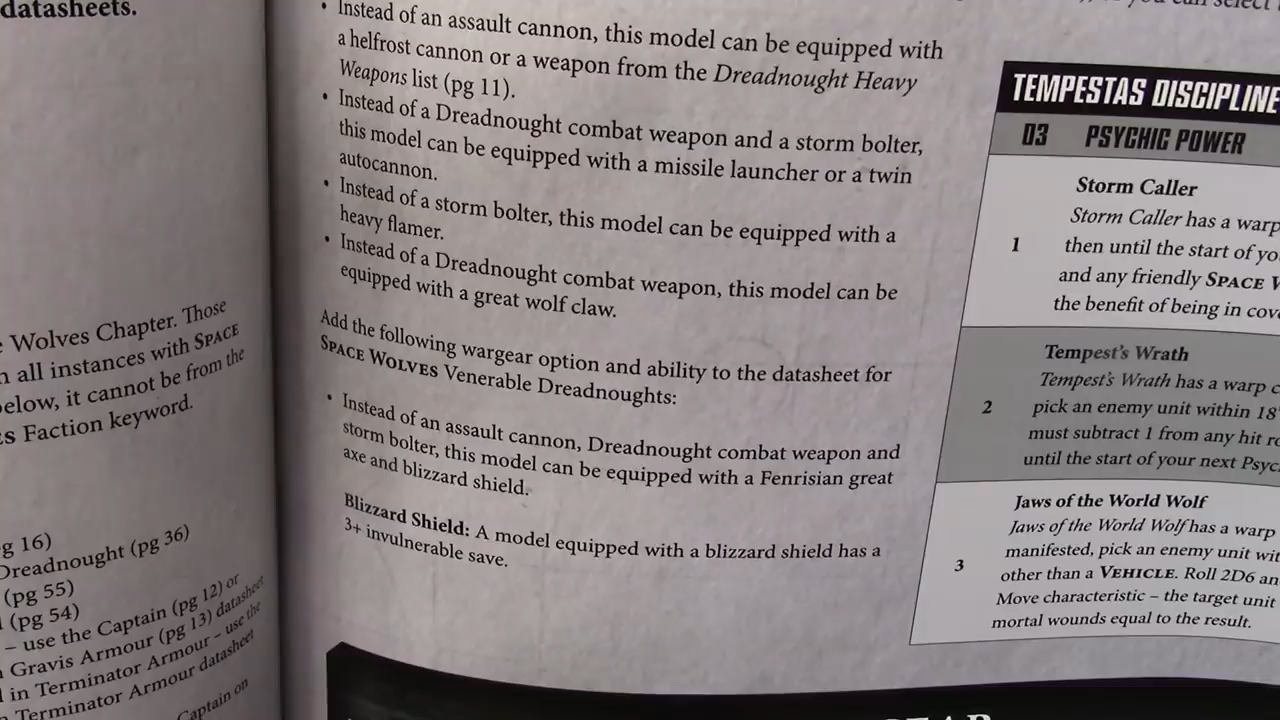 datasheets.
Wolves Chapter. Those
all instances with SPACE
below, it cannot be from the
Faction keyword.
16)
Dreadnought (pg 36)
(pg 55)
(pg 54)
– use the Captain (pg 12) or
Gravis Armour (pg 13) datasheet
in Terminator Armour – use the
Terminator Armour datasheet
Captain on
• Instead of an assault cannon, this model can be equipped with
a helfrost cannon or a weapon from the Dreadnought Heavy
Weapons list (pg 11).
• Instead of a Dreadnought combat weapon and a storm bolter,
this model can be equipped with a missile launcher or a twin
autocannon.
• Instead of a storm bolter, this model can be equipped with a
heavy flamer.
• Instead of a Dreadnought combat weapon, this model can be
equipped with a great wolf claw.
Add the following wargear option and ability to the datasheet for
SPACE WOLVES Venerable Dreadnoughts:
• Instead of an assault cannon, Dreadnought combat weapon and
storm bolter, this model can be equipped with a Fenrisian great
axe and blizzard shield.
Blizzard Shield: A model equipped with a blizzard shield has a
3+ invulnerable save.
you can select
TEMPESTAS DISCIPLINE
D3 PSYCHIC POWER
Storm Caller
Storm Caller has a warp
1
then until the start of
and any friendly SPACE
the benefit of being in
Tempest's Wrath
Tempest's Wrath has a warp
2
pick an enemy unit within 18"
must subtract 1 from any hit
until the start of your next
Jaws of the World Wolf
Jaws of the World Wolf has a warp
manifested, pick an enemy unit
3
other than a VEHICLE. Roll 2D6
Move characteristic – the target unit
mortal wounds equal to the result.